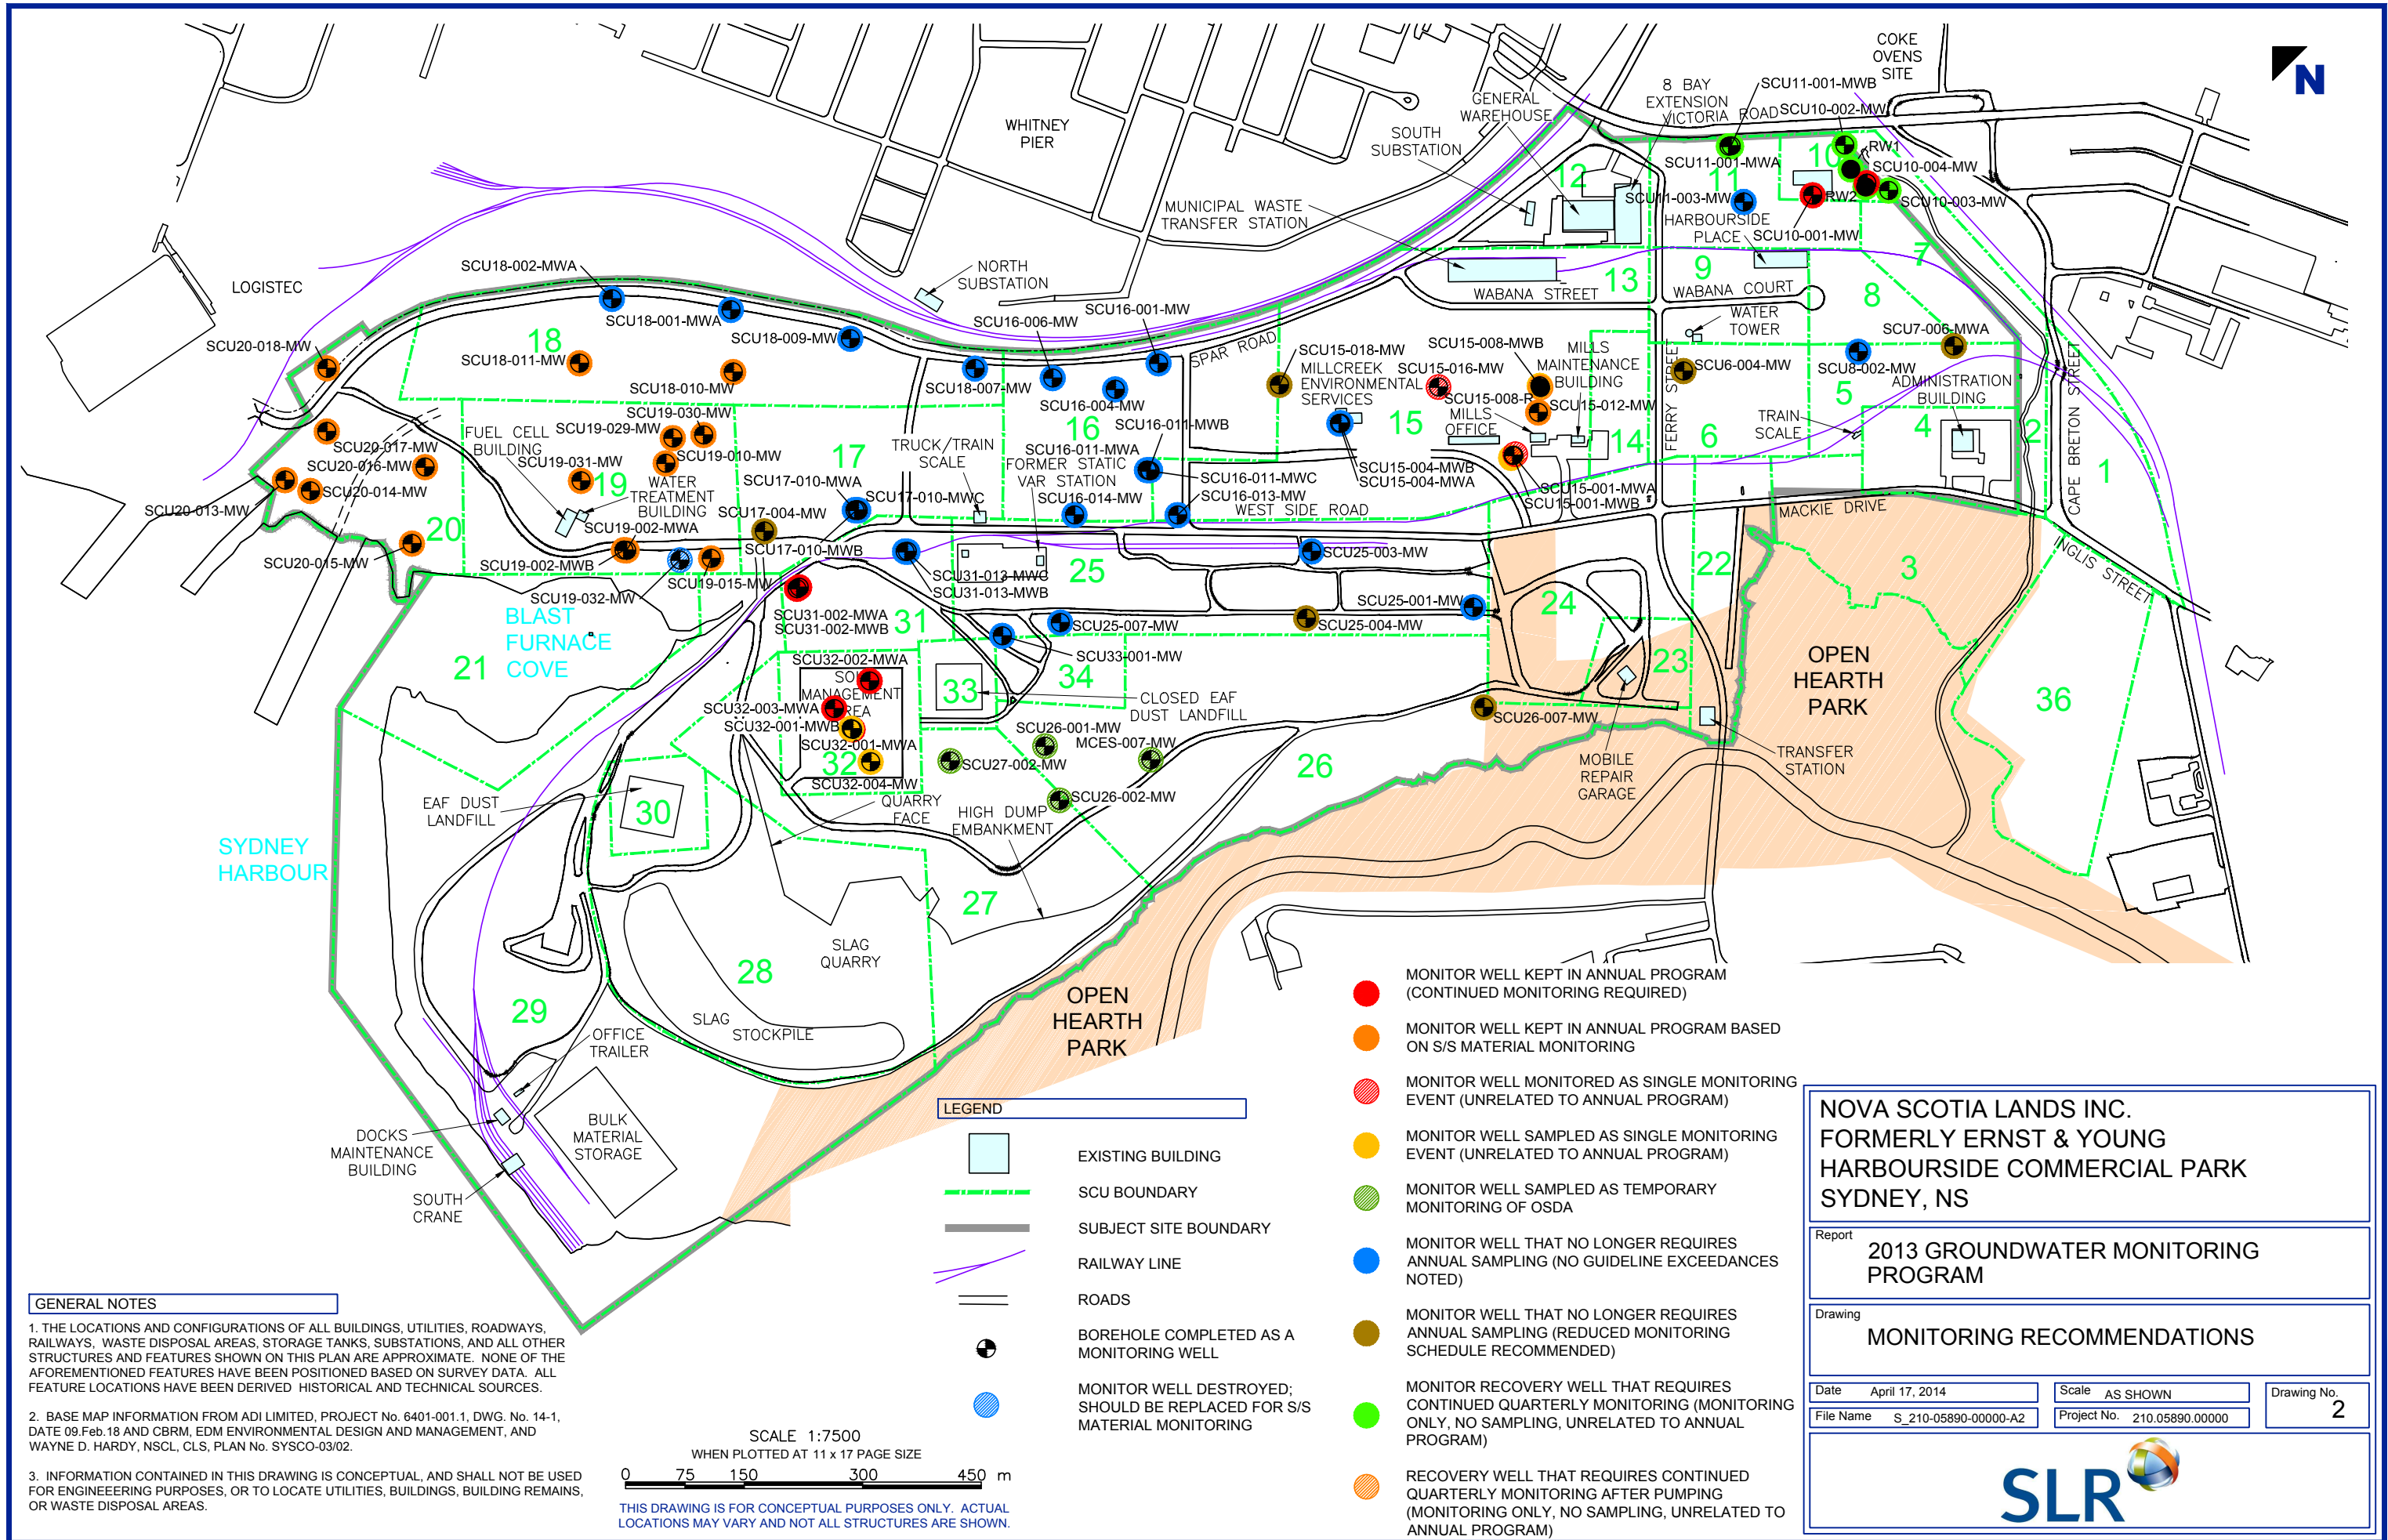 COKE
OVENS
SITE
SCU11-001-MWB
8 BAY
EXTENSION
VICTORIA ROAD
SCU10-002-MW
GENERAL
WAREHOUSE
SOUTH
SUBSTATION
WHITNEY
PIER
N
RW1
SCU10-004-MW
SCU11-001-MWA
10
11
12
SCU11-003-MW
RW2
SCU10-003-MW
MUNICIPAL WASTE
TRANSFER STATION
HARBOURSIDE
PLACE
SCU10-001-MW
7
SCU18-002-MWA
LOGISTEC
NORTH
SUBSTATION
13
9
8
WABANA STREET
WABANA COURT
SCU18-001-MWA
SCU16-006-MW
SCU16-001-MW
WATER
TOWER
SCU7-006-MWA
SCU20-018-MW
18
SCU18-009-MW
SPAR ROAD
SCU15-018-MW
SCU15-008-MWB
MILLS
MAINTENANCE
BUILDING
SCU18-011-MW
MILLCREEK
ENVIRONMENTAL
SERVICES
SCU15-016-MW
FERRY STREET
SCU6-004-MW
SCU8-002-MW
SCU18-010-MW
SCU18-007-MW
SCU16-004-MW
SCU15-008-R
SCU15-012-MW
5
ADMINISTRATION
BUILDING
CAPE BRETON STREET
SCU19-030-MW
SCU19-029-MW
16
SCU16-011-MWB
15
MILLS
OFFICE
TRAIN
SCALE
4
2
1
FUEL CELL
BUILDING
SCU20-017-MW
SCU20-016-MW
SCU19-010-MW
17
TRUCK/TRAIN
SCALE
SCU16-011-MWA
FORMER STATIC
VAR STATION
14
6
SCU19-031-MW
19
WATER
TREATMENT
BUILDING
SCU17-010-MWA
SCU15-004-MWB
SCU15-004-MWA
SCU20-014-MW
SCU17-010-MWC
SCU16-014-MW
SCU16-011-MWC
SCU16-013-MW
WEST SIDE ROAD
SCU15-001-MWA
SCU15-001-MWB
SCU20-013-MW
SCU17-004-MW
MACKIE DRIVE
20
SCU19-002-MWA
SCU20-015-MW
SCU19-002-MWB
SCU17-010-MWB
SCU25-003-MW
INGLIS STREET
SCU19-015-MW
SCU31-013-MWC
SCU31-013-MWB
25
22
3
SCU19-032-MW
SCU25-001-MW
24
BLAST
FURNACE
COVE
SCU31-002-MWA
SCU31-002-MWB
31
SCU25-007-MW
SCU25-004-MW
21
SCU33-001-MW
23
OPEN
HEARTH
PARK
36
SCU32-002-MWA
SOIL
MANAGEMENT
AREA
33
34
CLOSED EAF
DUST LANDFILL
SCU32-003-MWA
SCU32-001-MWB
SCU26-001-MW
SCU26-007-MW
SCU32-001-MWA
MCES-007-MW
32
SCU27-002-MW
26
SCU32-004-MW
MOBILE
REPAIR
GARAGE
TRANSFER
STATION
EAF DUST
LANDFILL
30
QUARRY
FACE
HIGH DUMP
EMBANKMENT
SCU26-002-MW
SYDNEY
HARBOUR
27
SLAG
QUARRY
28
29
SLAG
STOCKPILE
OFFICE
TRAILER
OPEN
HEARTH
PARK
DOCKS
MAINTENANCE
BUILDING
BULK
MATERIAL
STORAGE
SOUTH
CRANE
LEGEND
EXISTING BUILDING
SCU BOUNDARY
SUBJECT SITE BOUNDARY
RAILWAY LINE
ROADS
BOREHOLE COMPLETED AS A
MONITORING WELL
MONITOR WELL DESTROYED;
SHOULD BE REPLACED FOR S/S
MATERIAL MONITORING
MONITOR WELL KEPT IN ANNUAL PROGRAM
(CONTINUED MONITORING REQUIRED)
MONITOR WELL KEPT IN ANNUAL PROGRAM BASED
ON S/S MATERIAL MONITORING
MONITOR WELL MONITORED AS SINGLE MONITORING
EVENT (UNRELATED TO ANNUAL PROGRAM)
MONITOR WELL SAMPLED AS SINGLE MONITORING
EVENT (UNRELATED TO ANNUAL PROGRAM)
MONITOR WELL SAMPLED AS TEMPORARY
MONITORING OF OSDA
MONITOR WELL THAT NO LONGER REQUIRES
ANNUAL SAMPLING (NO GUIDELINE EXCEEDANCES
NOTED)
MONITOR WELL THAT NO LONGER REQUIRES
ANNUAL SAMPLING (REDUCED MONITORING
SCHEDULE RECOMMENDED)
MONITOR RECOVERY WELL THAT REQUIRES
CONTINUED QUARTERLY MONITORING (MONITORING
ONLY, NO SAMPLING, UNRELATED TO ANNUAL
PROGRAM)
RECOVERY WELL THAT REQUIRES CONTINUED
QUARTERLY MONITORING AFTER PUMPING
(MONITORING ONLY, NO SAMPLING, UNRELATED TO
ANNUAL PROGRAM)
GENERAL NOTES
1. THE LOCATIONS AND CONFIGURATIONS OF ALL BUILDINGS, UTILITIES, ROADWAYS,
RAILWAYS, WASTE DISPOSAL AREAS, STORAGE TANKS, SUBSTATIONS, AND ALL OTHER
STRUCTURES AND FEATURES SHOWN ON THIS PLAN ARE APPROXIMATE. NONE OF THE
AFOREMENTIONED FEATURES HAVE BEEN POSITIONED BASED ON SURVEY DATA. ALL
FEATURE LOCATIONS HAVE BEEN DERIVED HISTORICAL AND TECHNICAL SOURCES.
2. BASE MAP INFORMATION FROM ADI LIMITED, PROJECT No. 6401-001.1, DWG. No. 14-1,
DATE 09.Feb.18 AND CBRM, EDM ENVIRONMENTAL DESIGN AND MANAGEMENT, AND
WAYNE D. HARDY, NSCL, CLS, PLAN No. SYSCO-03/02.
3. INFORMATION CONTAINED IN THIS DRAWING IS CONCEPTUAL, AND SHALL NOT BE USED
FOR ENGINEEERING PURPOSES, OR TO LOCATE UTILITIES, BUILDINGS, BUILDING REMAINS,
OR WASTE DISPOSAL AREAS.
SCALE 1:7500
WHEN PLOTTED AT 11 x 17 PAGE SIZE
0 75 150 300 450 m
THIS DRAWING IS FOR CONCEPTUAL PURPOSES ONLY. ACTUAL
LOCATIONS MAY VARY AND NOT ALL STRUCTURES ARE SHOWN.
NOVA SCOTIA LANDS INC.
FORMERLY ERNST & YOUNG
HARBOURSIDE COMMERCIAL PARK
SYDNEY, NS
Report
2013 GROUNDWATER MONITORING
PROGRAM
Drawing
MONITORING RECOMMENDATIONS
Date April 17, 2014
Scale AS SHOWN
Drawing No.
2
File Name S_210-05890-00000-A2
Project No. 210.05890.00000
SLR